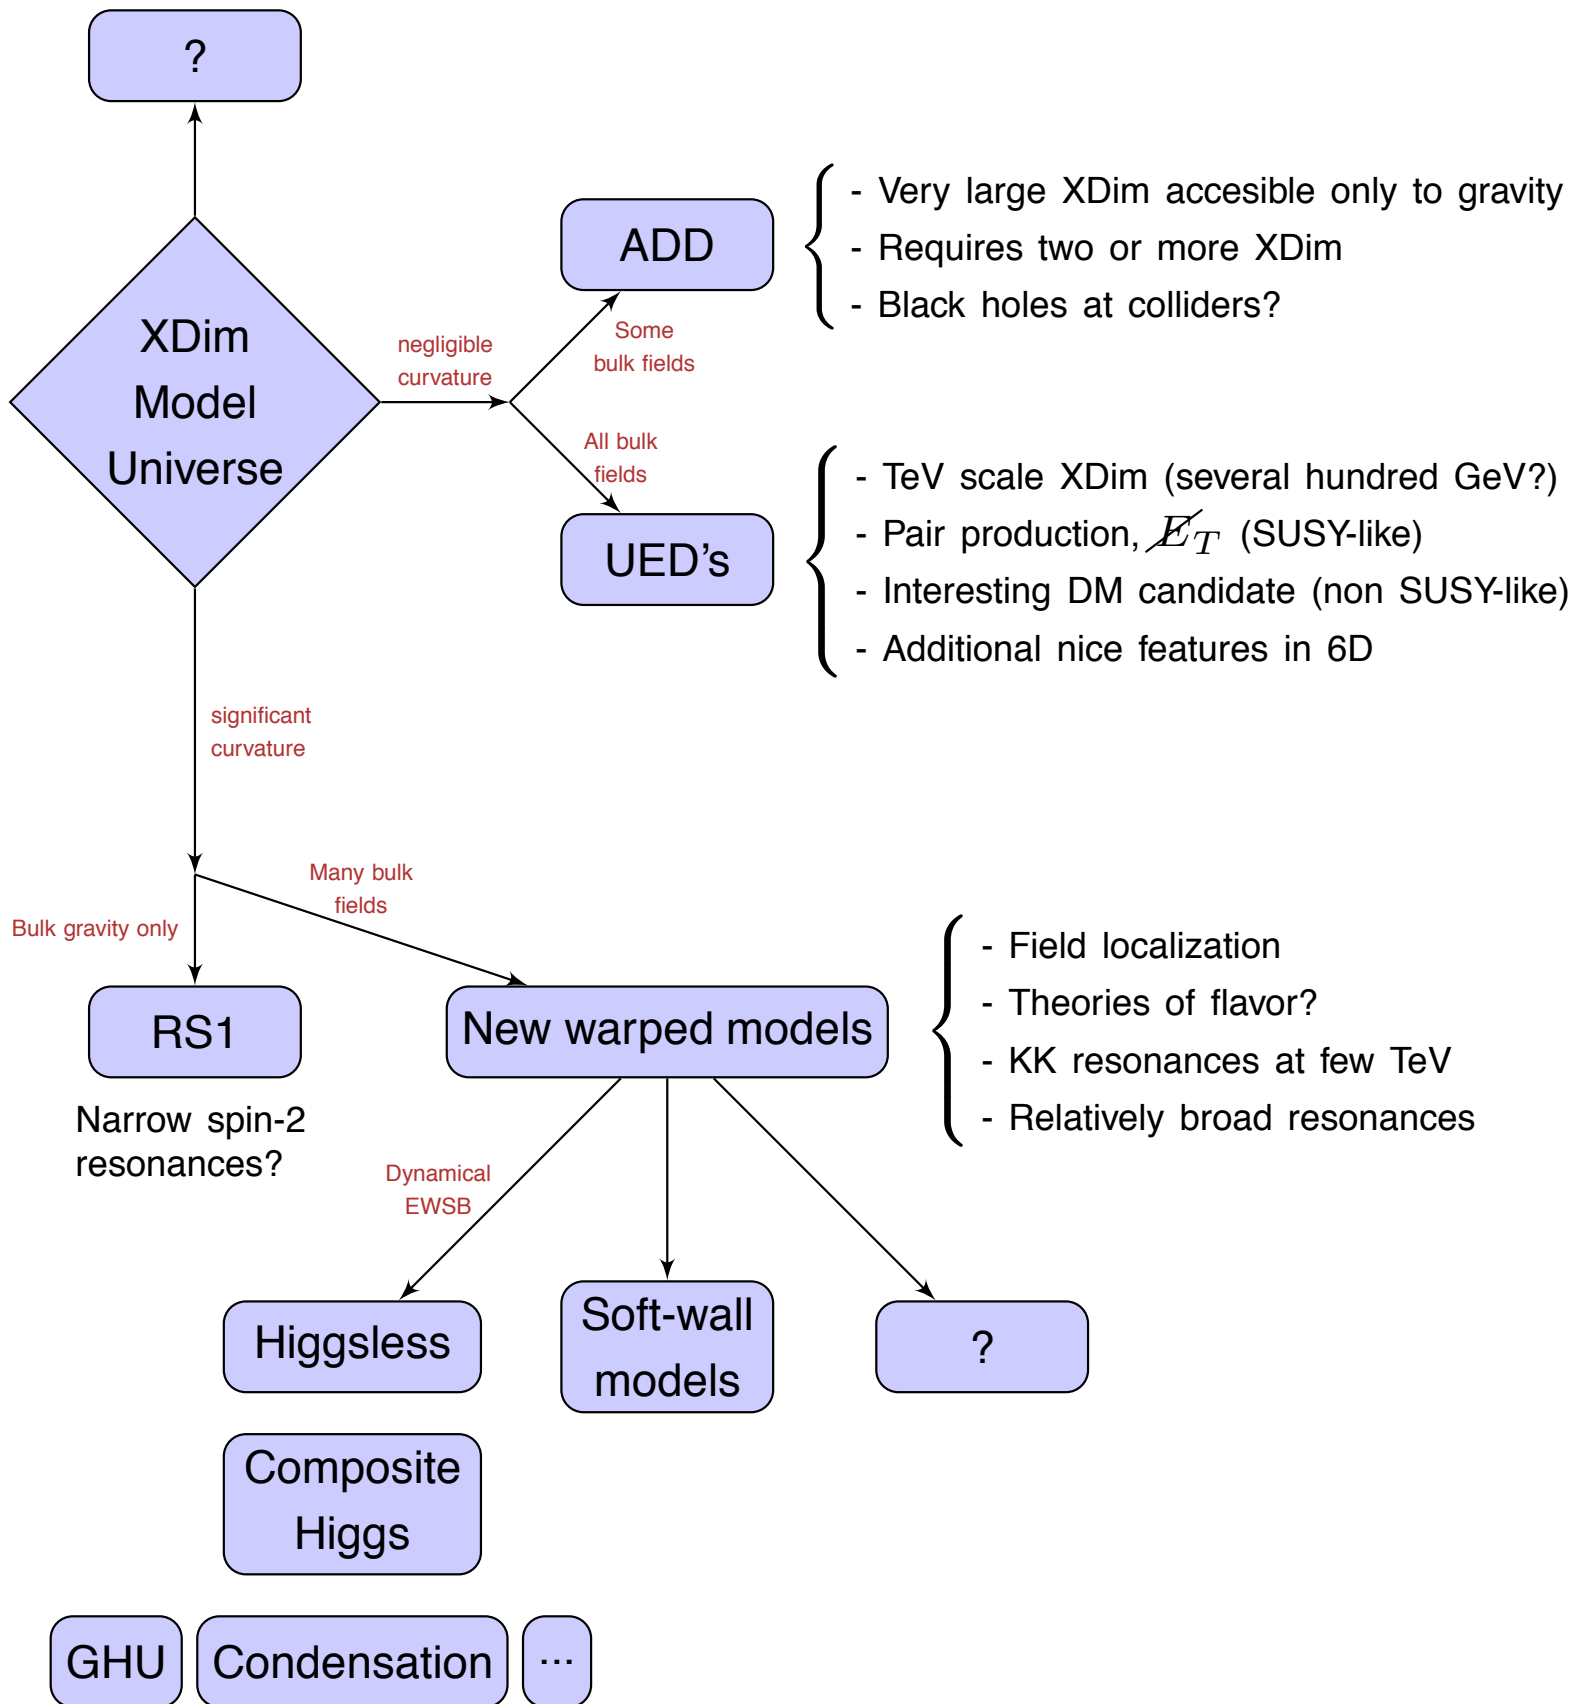 ?
XDim
Model
Universe
negligible
curvature
Some
bulk fields
ADD
- Very large XDim accesible only to gravity
- Requires two or more XDim
- Black holes at colliders?
All bulk
fields
UED's
- TeV scale XDim (several hundred GeV?)
- Pair production, E̸_T (SUSY-like)
- Interesting DM candidate (non SUSY-like)
- Additional nice features in 6D
significant
curvature
Many bulk
fields
Bulk gravity only
RS1
Narrow spin-2
resonances?
New warped models
- Field localization
- Theories of flavor?
- KK resonances at few TeV
- Relatively broad resonances
Dynamical
EWSB
Higgsless
Soft-wall
models
?
Composite
Higgs
GHU
Condensation
...